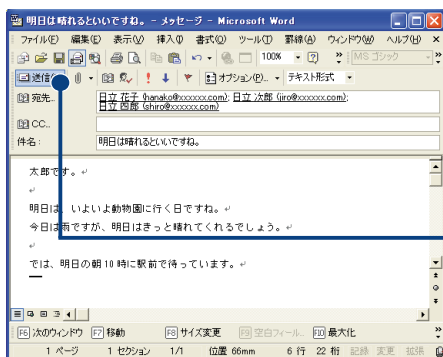 明日は晴れるといいですね。 - メッセージ - Microsoft Word
ファイル(F) 編集(E) 表示(V) 挿入(I) 書式(O) ツール(T) 罫線(A) ウィンドウ(W) ヘルプ(H)
100% MS ゴシック
送信 オプション(P)... テキスト形式
宛先... 日立 花子 (hanako@xxxxxx.com); 日立 次郎 (jiro@xxxxxx.com);
日立 四郎 (shiro@xxxxxx.com)
CC...
件名: 明日は晴れるといいですね。
太郎です。
明日は、いよいよ動物園に行く日ですね。
今日は雨ですが、明日はきっと晴れてくれるでしょう。
では、明日の朝10時に駅前で待っています。
F6 次のウィンドウ F7 移動 F8 サイズ変更 F9 空白フィール... F10 最大化
1 ページ 1 セクション 1/1 位置 66mm 6 行 22 桁 記録 変更 拡張